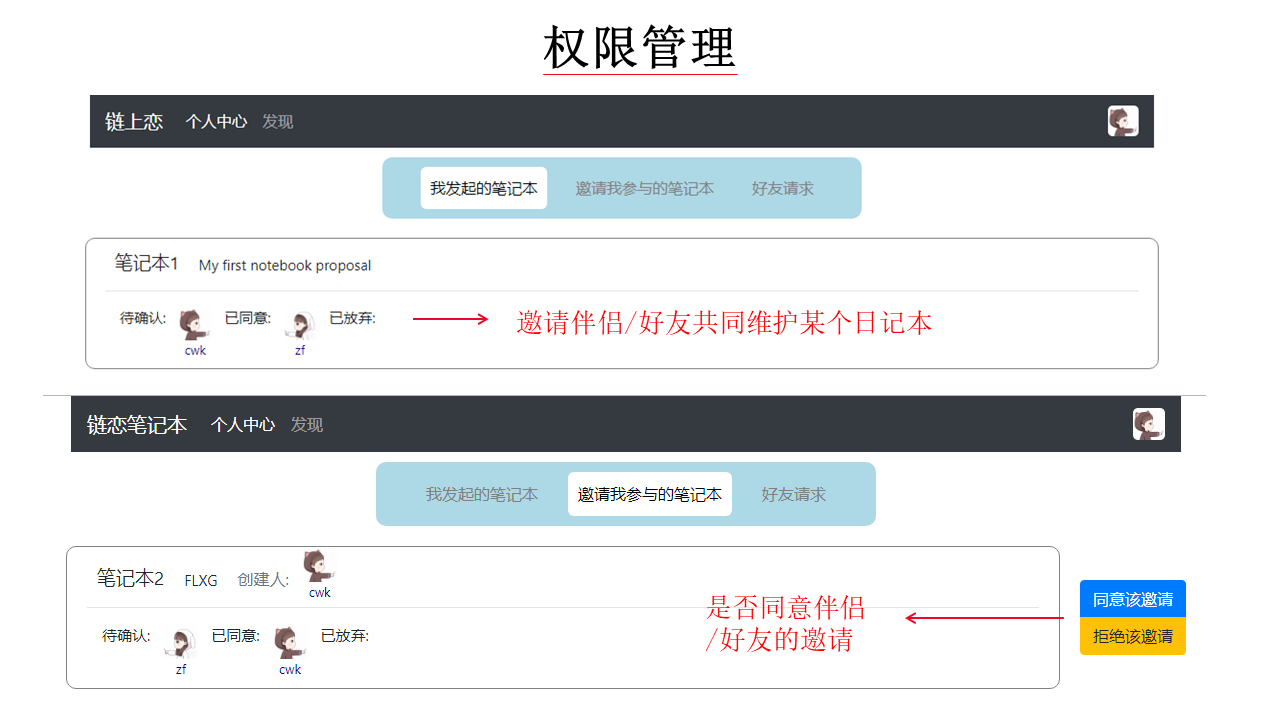 权限管理
链上恋 个人中心 发现
我发起的笔记本 邀请我参与的笔记本 好友请求
笔记本1 My first notebook proposal
待确认: 已同意: 已放弃:
cwk zf
邀请伴侣/好友共同维护某个日记本
链恋笔记本 个人中心 发现
我发起的笔记本 邀请我参与的笔记本 好友请求
笔记本2 FLXG 创建人:
cwk
待确认: 已同意: 已放弃:
zf cwk
是否同意伴侣
/好友的邀请
同意该邀请
拒绝该邀请